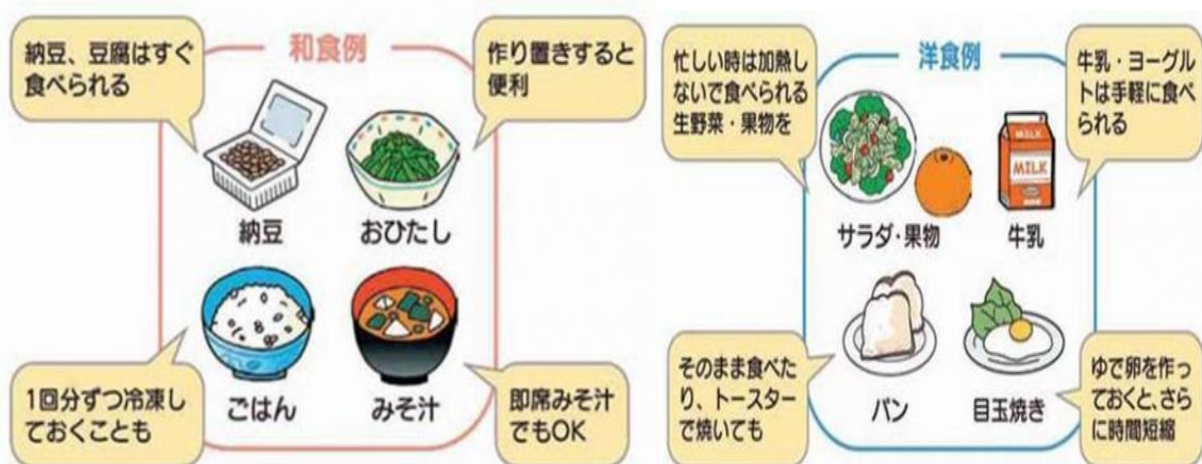 和食例
納豆、豆腐はすぐ
食べられる
作り置きすると
便利
納豆
おひたし
ごはん
みそ汁
1回分ずつ冷凍し
ておくことも
即席みそ汁
でもOK
洋食例
忙しい時は加熱し
ないで食べられる
生野菜・果物を
牛乳・ヨーグル
トは手軽に食べ
られる
MILK
MILK
サラダ・果物
牛乳
パン
目玉焼き
そのまま食べた
り、トースター
で焼いても
ゆで卵を作っ
ておくと、さら
に時間短縮